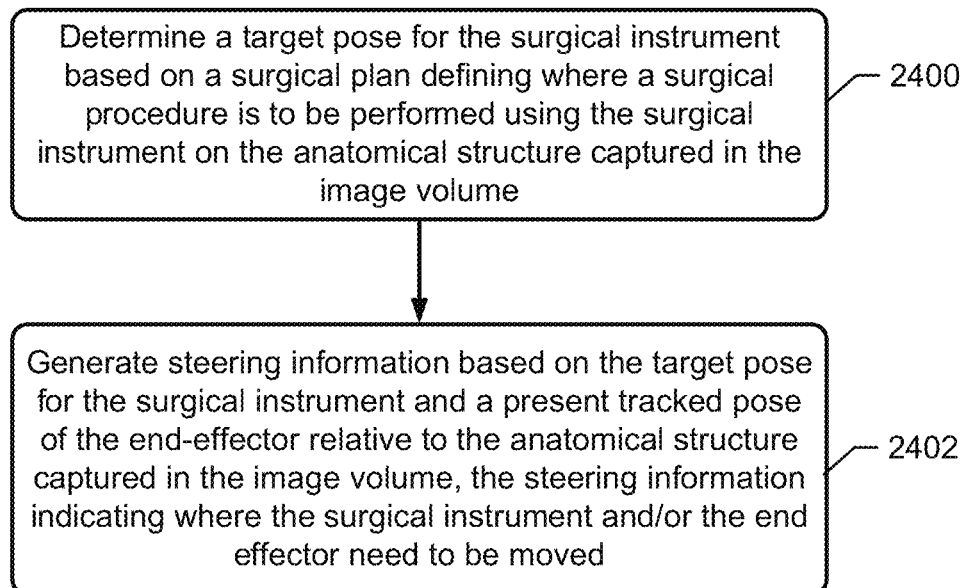 Determine a target pose for the surgical instrument
based on a surgical plan defining where a surgical
procedure is to be performed using the surgical
instrument on the anatomical structure captured in the
image volume
2400
Generate steering information based on the target pose
for the surgical instrument and a present tracked pose
of the end-effector relative to the anatomical structure
captured in the image volume, the steering information
indicating where the surgical instrument and/or the end
effector need to be moved
2402